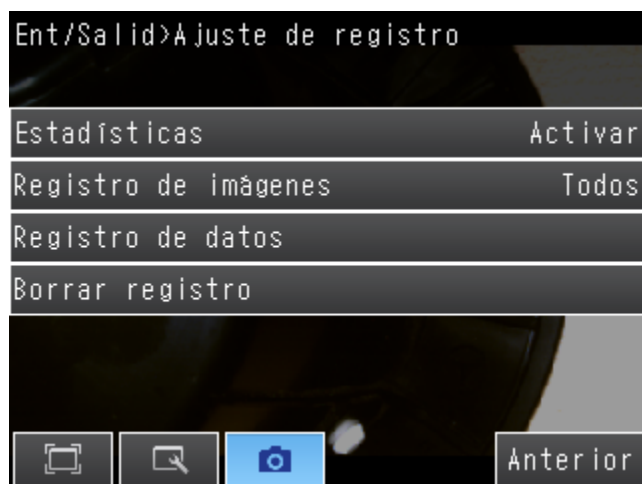 Ent/Salid>Ajuste de registro
Estadísticas Activar
Registro de imágenes Todos
Registro de datos
Borrar registro
Anterior